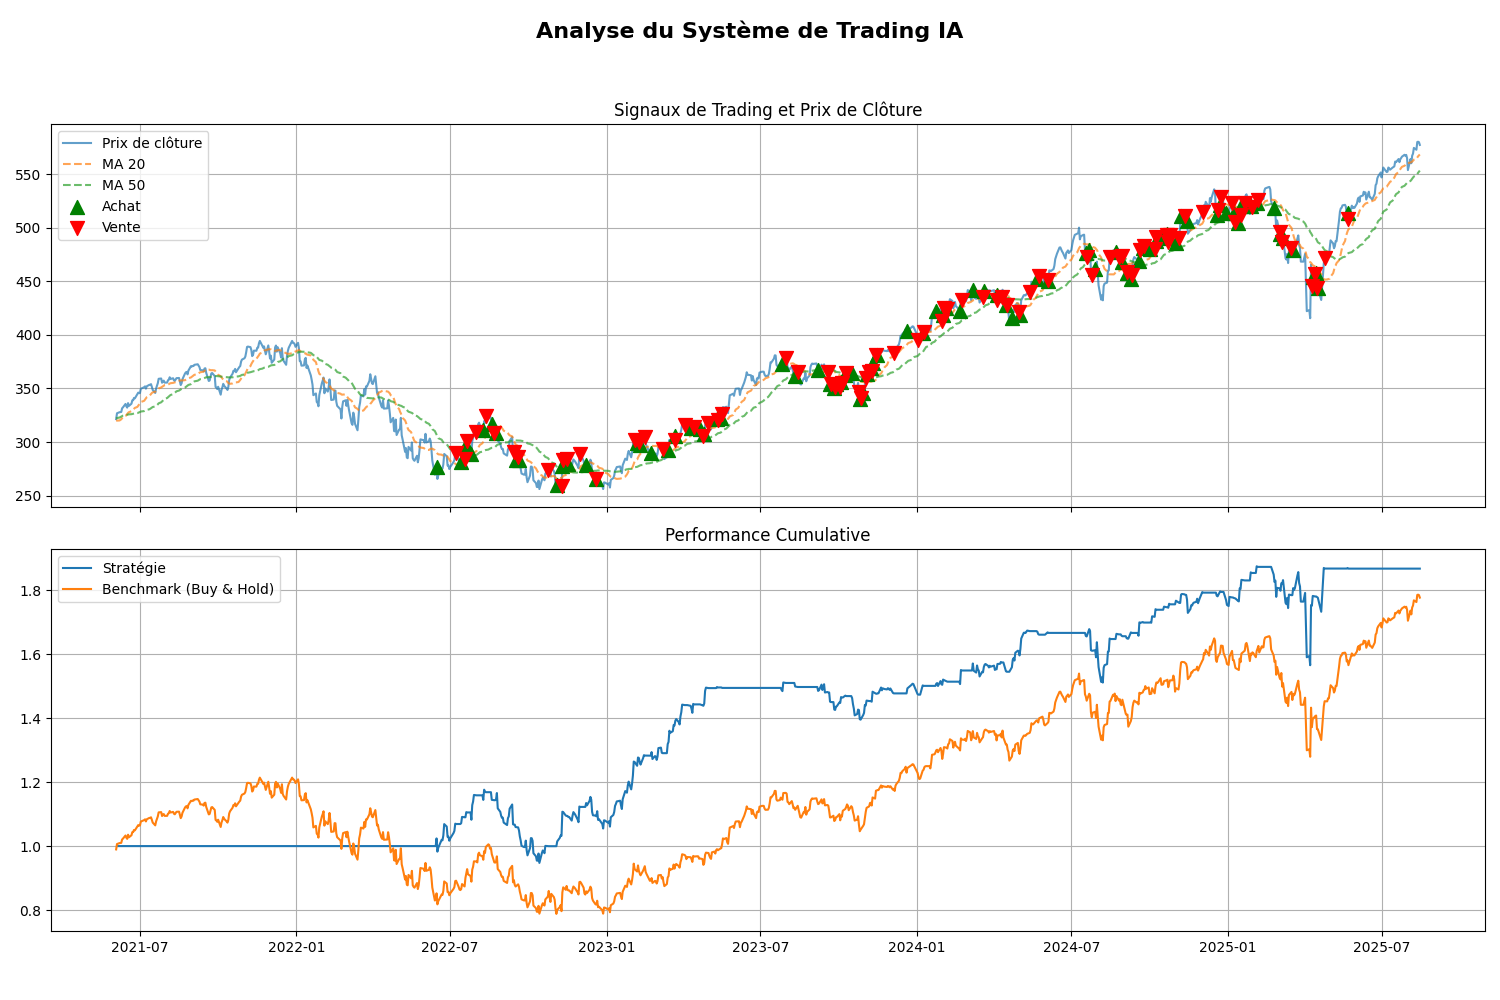 Analyse du Système de Trading IA
Signaux de Trading et Prix de Clôture
Prix de clôture
MA 20
MA 50
Achat
Vente
550
500
450
400
350
300
250
Performance Cumulative
Stratégie
Benchmark (Buy & Hold)
1.8
1.6
1.4
1.2
1.0
0.8
2021-07 2022-01 2022-07 2023-01 2023-07 2024-01 2024-07 2025-01 2025-07